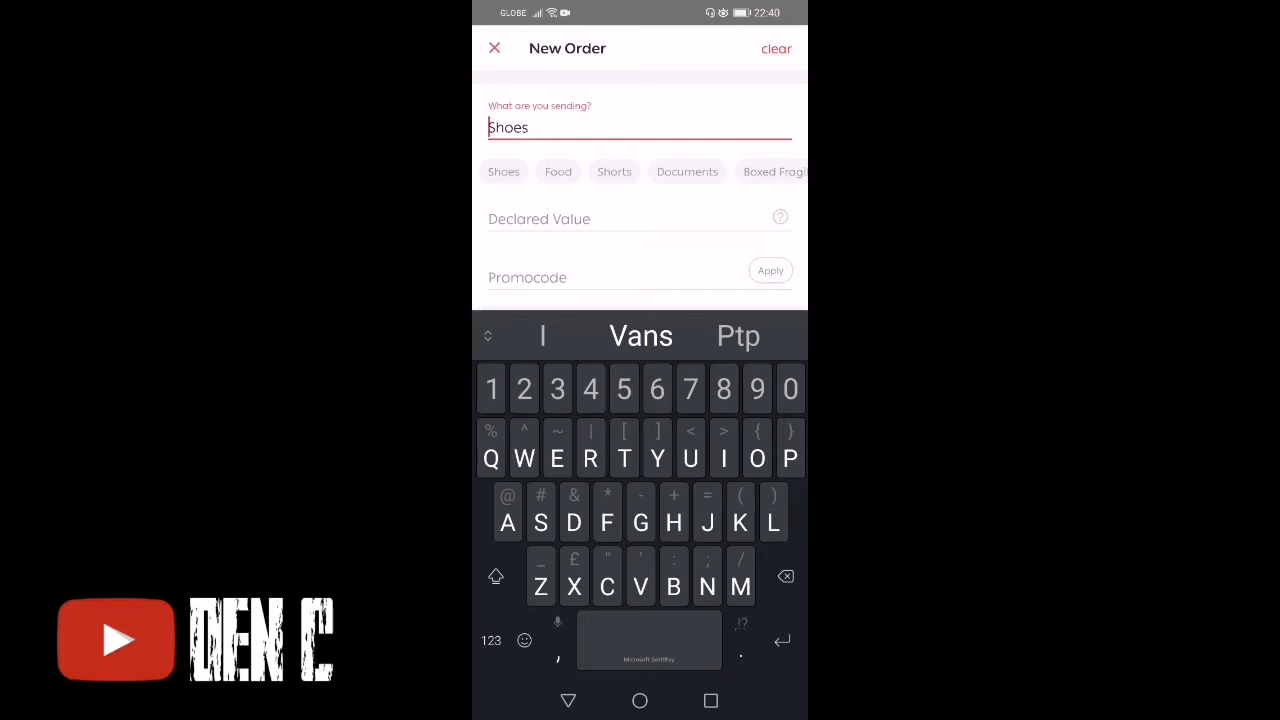 GLOBE 22:40
New Order clear
What are you sending?
Shoes
Shoes Food Shorts Documents Boxed Fragi
Declared Value ?
Promocode Apply
I Vans Ptp
1 2 3 4 5 6 7 8 9 0
% ^ ~ | [ ] < > { }
Q W E R T Y U I O P
@ # & * - + = ( )
A S D F G H J K L
_ £ " ' : ; /
Z X C V B N M
123 , Microsoft SwiftKey ,!? .
DEN C